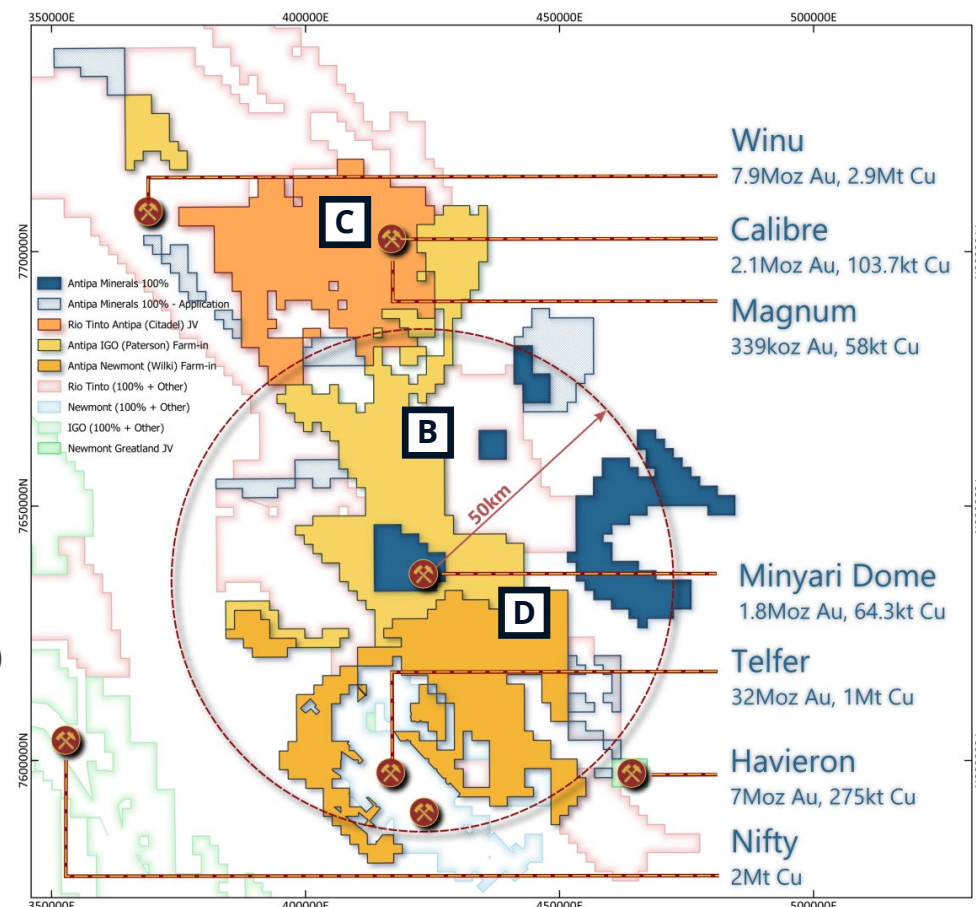 350000E
400000E
450000E
500000E
Winu
7.9Moz Au, 2.9Mt Cu
C
Calibre
2.1Moz Au, 103.7kt Cu
7700000N
Magnum
339koz Au, 58kt Cu
Antipa Minerals 100%
Antipa Minerals 100% - Application
Rio Tinto Antipa (Citadel) JV
Antipa IGO (Paterson) Farm-in
Antipa Newmont (Wilki) Farm-in
Rio Tinto (100% + Other)
Newmont (100% + Other)
IGO (100% + Other)
Newmont Greatland JV
B
50km
7650000N
Minyari Dome
1.8Moz Au, 64.3kt Cu
D
Telfer
32Moz Au, 1Mt Cu
7600000N
Havieron
7Moz Au, 275kt Cu
Nifty
2Mt Cu
350000E
400000E
450000E
500000E